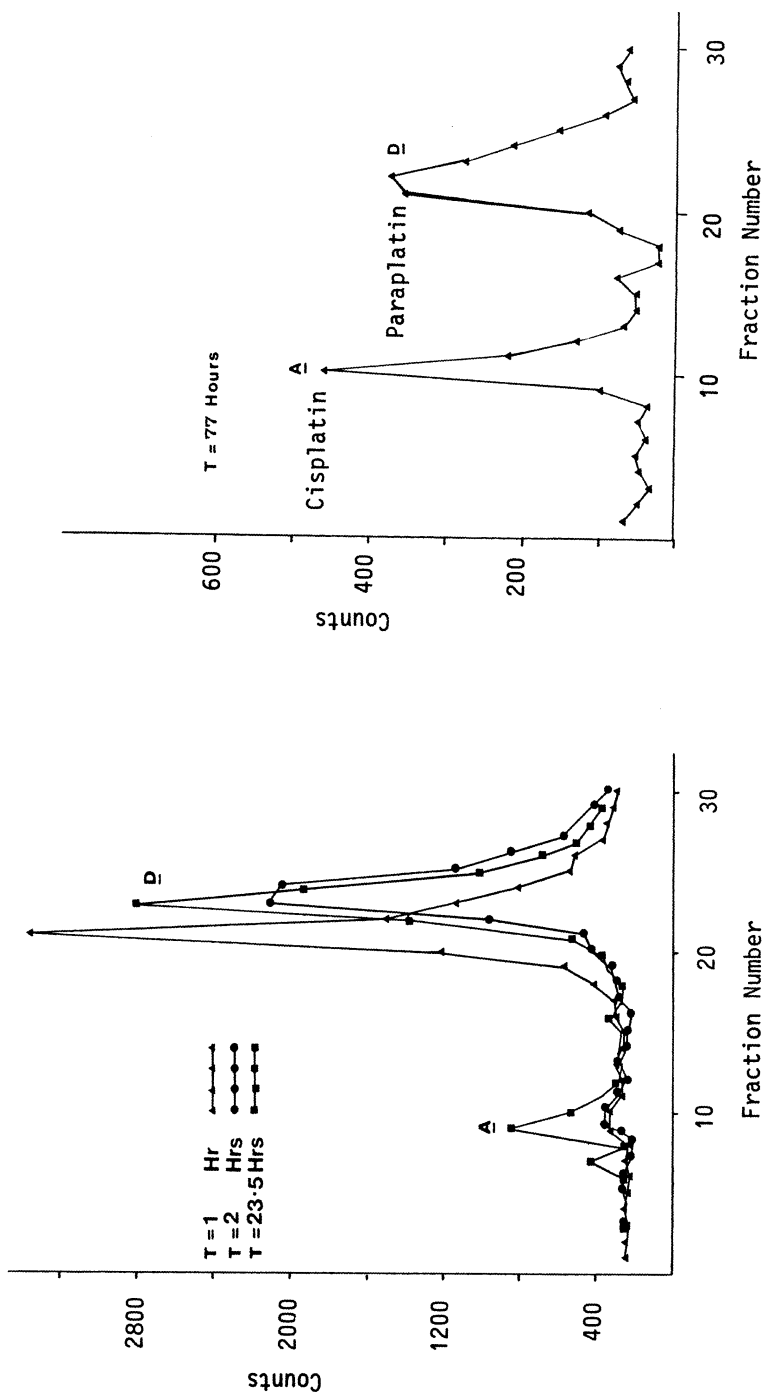 T = 1 Hr
T = 2 Hrs
T = 23·5 Hrs
A
D
2800
2000
1200
400
Counts
10
20
30
Fraction Number
T = 77 Hours
Cisplatin
A
Paraplatin
D
600
400
200
Counts
10
20
30
Fraction Number